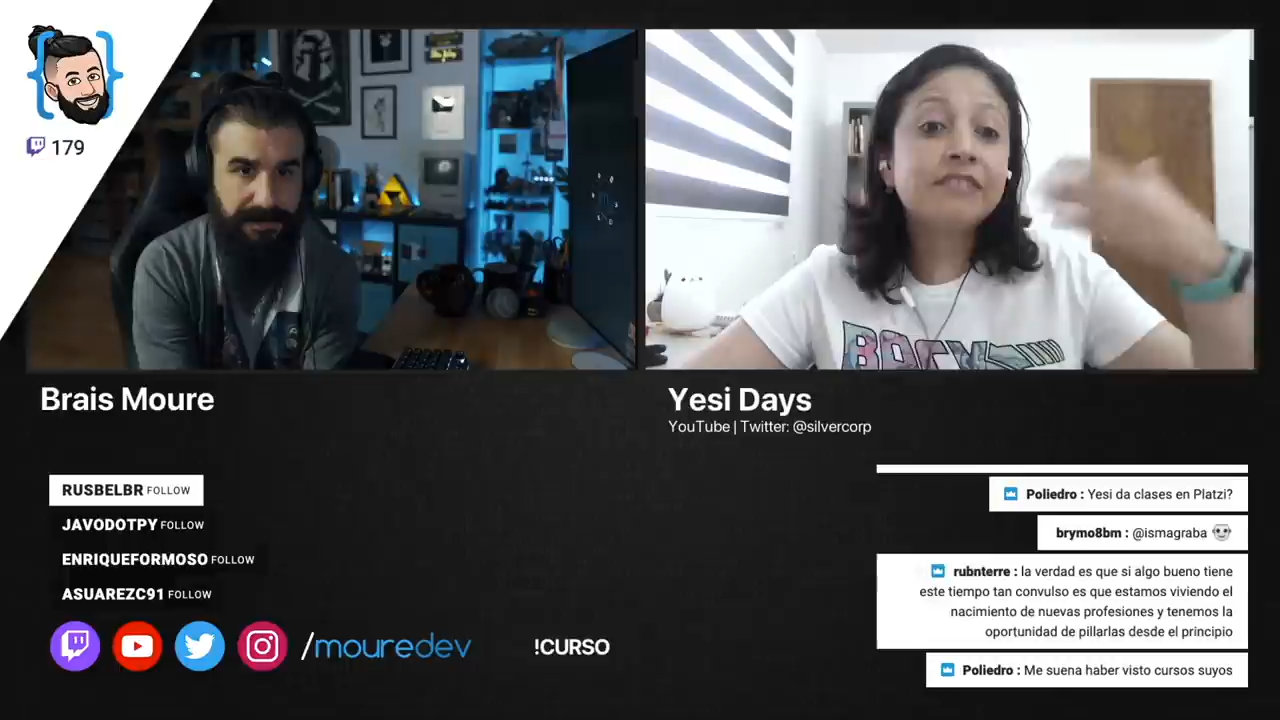 179
Brais Moure
Yesi Days
YouTube | Twitter: @silvercorp
RUSBELBR FOLLOW
JAVODOTPY FOLLOW
ENRIQUEFORMOSO FOLLOW
ASUAREZC91 FOLLOW
/mouredev
!CURSO
Poliedro : Yesi da clases en Platzi?
brymo8bm : @ismagraba
rubnterre : la verdad es que si algo bueno tiene
este tiempo tan convulso es que estamos viviendo el
nacimiento de nuevas profesiones y tenemos la
oportunidad de pillarlas desde el principio
Poliedro : Me suena haber visto cursos suyos